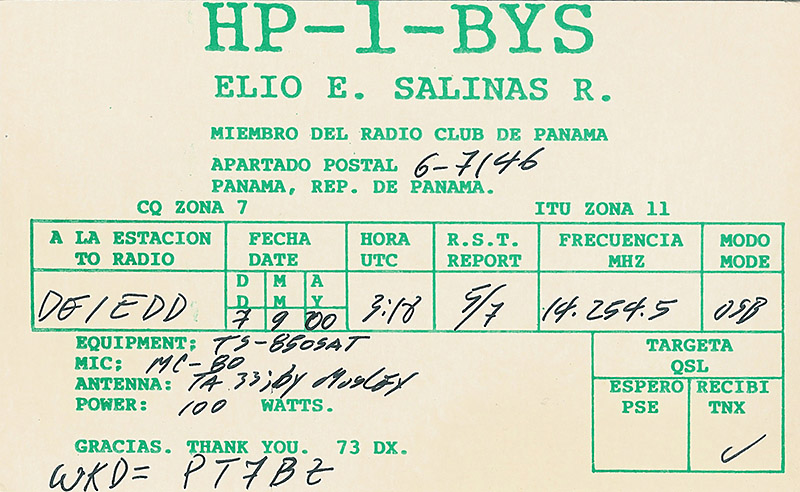 HP-1-BYS
ELIO E. SALINAS R.
MIEMBRO DEL RADIO CLUB DE PANAMA
APARTADO POSTAL 6-7146
PANAMA, REP. DE PANAMA.
CQ ZONA 7 ITU ZONA 11
A LA ESTACION FECHA HORA R.S.T. FRECUENCIA MODO
TO RADIO DATE UTC REPORT MHZ MODE
D M A
D M Y
DE1EDD 7 9 00 3:18 5/7 14.254.5 USB
EQUIPMENT; TS-850SAT
MIC; MC-80
ANTENNA: TA 33; by MOSLEY
POWER: 100 WATTS.
TARGETA
QSL
ESPERO RECIBI
PSE TNX
✓
GRACIAS. THANK YOU. 73 DX.
WKD= PT7BZ